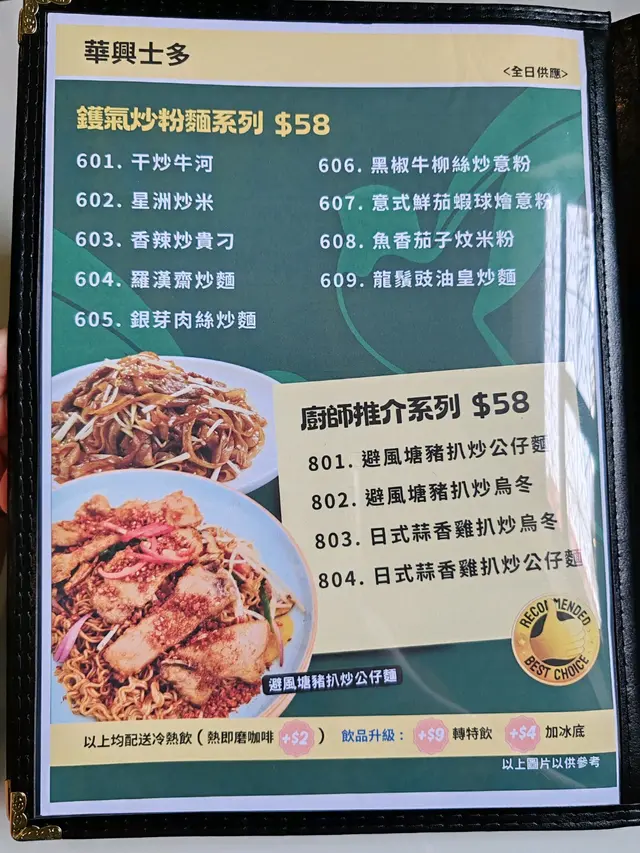 華興士多
<全日供應>
鑊氣炒粉麵系列 $58
601. 干炒牛河
602. 星洲炒米
603. 香辣炒貴刁
604. 羅漢齋炒麵
605. 銀芽肉絲炒麵
606. 黑椒牛柳絲炒意粉
607. 意式鮮茄蝦球燴意粉
608. 魚香茄子炆米粉
609. 龍鬚豉油皇炒麵
廚師推介系列 $58
801. 避風塘豬扒炒公仔麵
802. 避風塘豬扒炒烏冬
803. 日式蒜香雞扒炒烏冬
804. 日式蒜香雞扒炒公仔麵
RECOMMENDED
BEST CHOICE
避風塘豬扒炒公仔麵
以上均配送冷熱飲 ( 熱即磨咖啡 +$2 ) 飲品升級 : +$9 轉特飲 +$4 加冰底
以上圖片以供參考